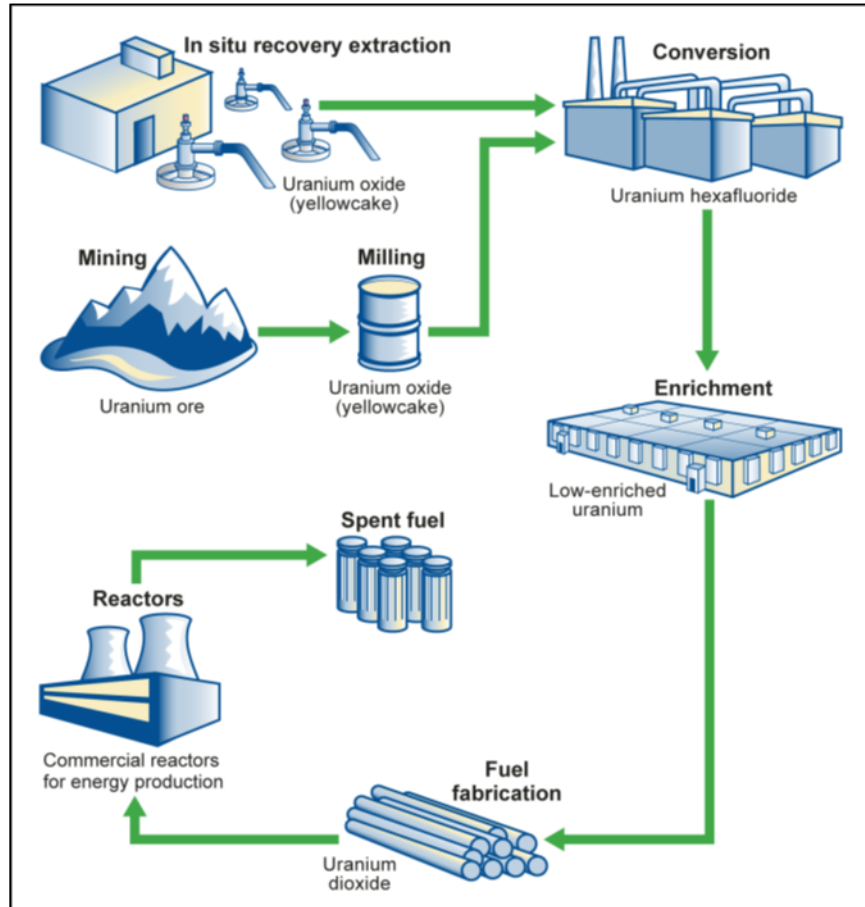 In situ recovery extraction
Uranium oxide
(yellowcake)
Conversion
Uranium hexafluoride
Mining
Uranium ore
Milling
Uranium oxide
(yellowcake)
Enrichment
Low-enriched
uranium
Spent fuel
Reactors
Commercial reactors
for energy production
Fuel
fabrication
Uranium
dioxide